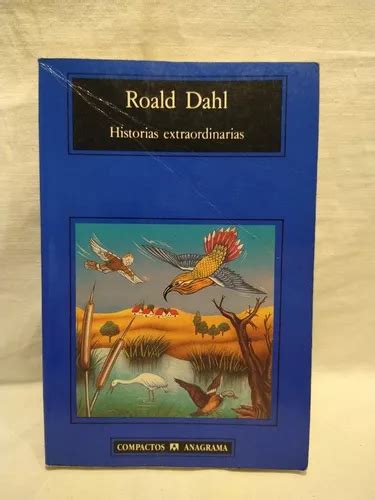 Roald Dahl
Historias extraordinarias
COMPACTOS ANAGRAMA